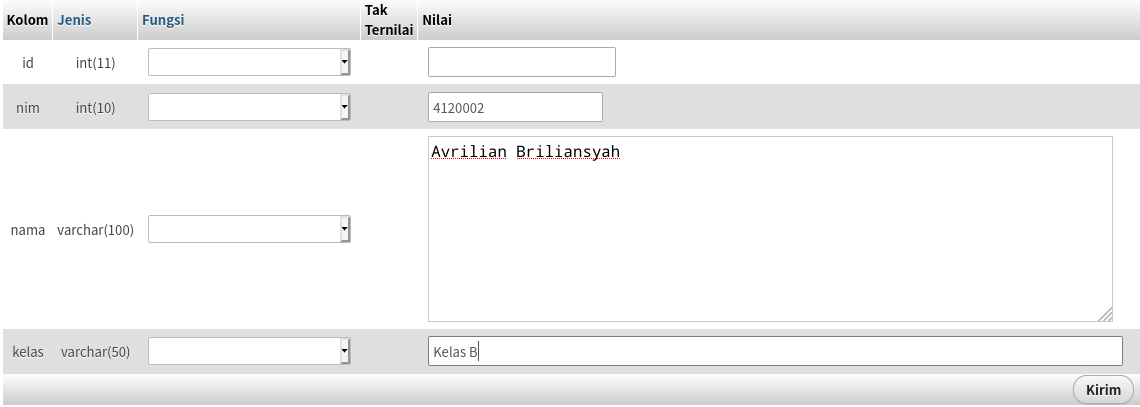 Kolom Jenis Fungsi Tak Ternilai Nilai
id int(11)
nim int(10) 4120002
nama varchar(100) Avrilian Briliansyah
kelas varchar(50) Kelas B
Kirim